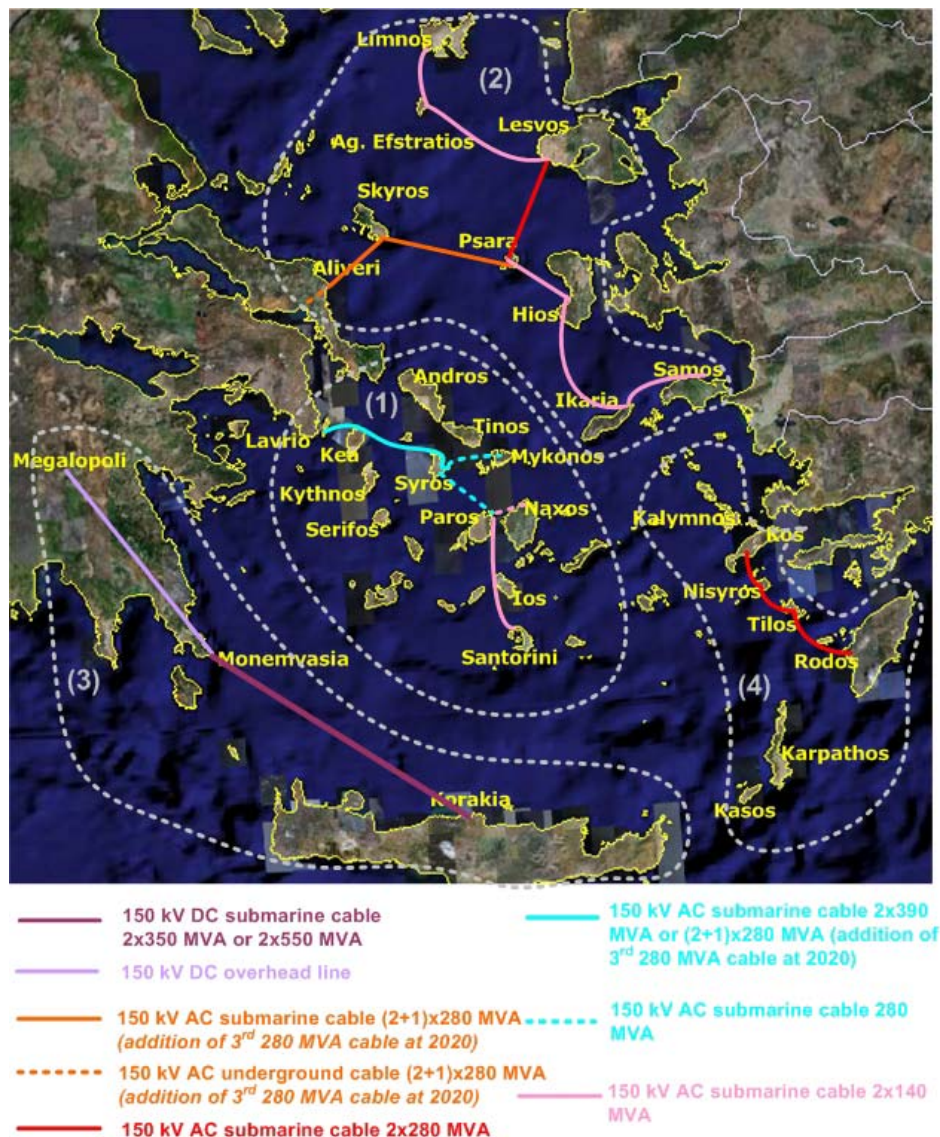 Limnos
(2)
Lesvos
Ag. Efstratios
Skyros
Psara
Aliveri
Hios
Samos
Andros
Ikaria
(1)
Tinos
Lavrio
Kea
Mykonos
Megalopoli
Syros
Kythnos
Naxos
Paros
Kalymnos
Serifos
Kos
Nisyros
Ios
Tilos
Santorini
Rodos
Monemvasia
(3)
(4)
Karpathos
Korakia
Kasos
150 kV DC submarine cable
2x350 MVA or 2x550 MVA
150 kV DC overhead line
150 kV AC submarine cable (2+1)x280 MVA
(addition of 3rd 280 MVA cable at 2020)
150 kV AC underground cable (2+1)x280 MVA
(addition of 3rd 280 MVA cable at 2020)
150 kV AC submarine cable 2x280 MVA
150 kV AC submarine cable 2x390
MVA or (2+1)x280 MVA (addition of
3rd 280 MVA cable at 2020)
150 kV AC submarine cable 280
MVA
150 kV AC submarine cable 2x140
MVA